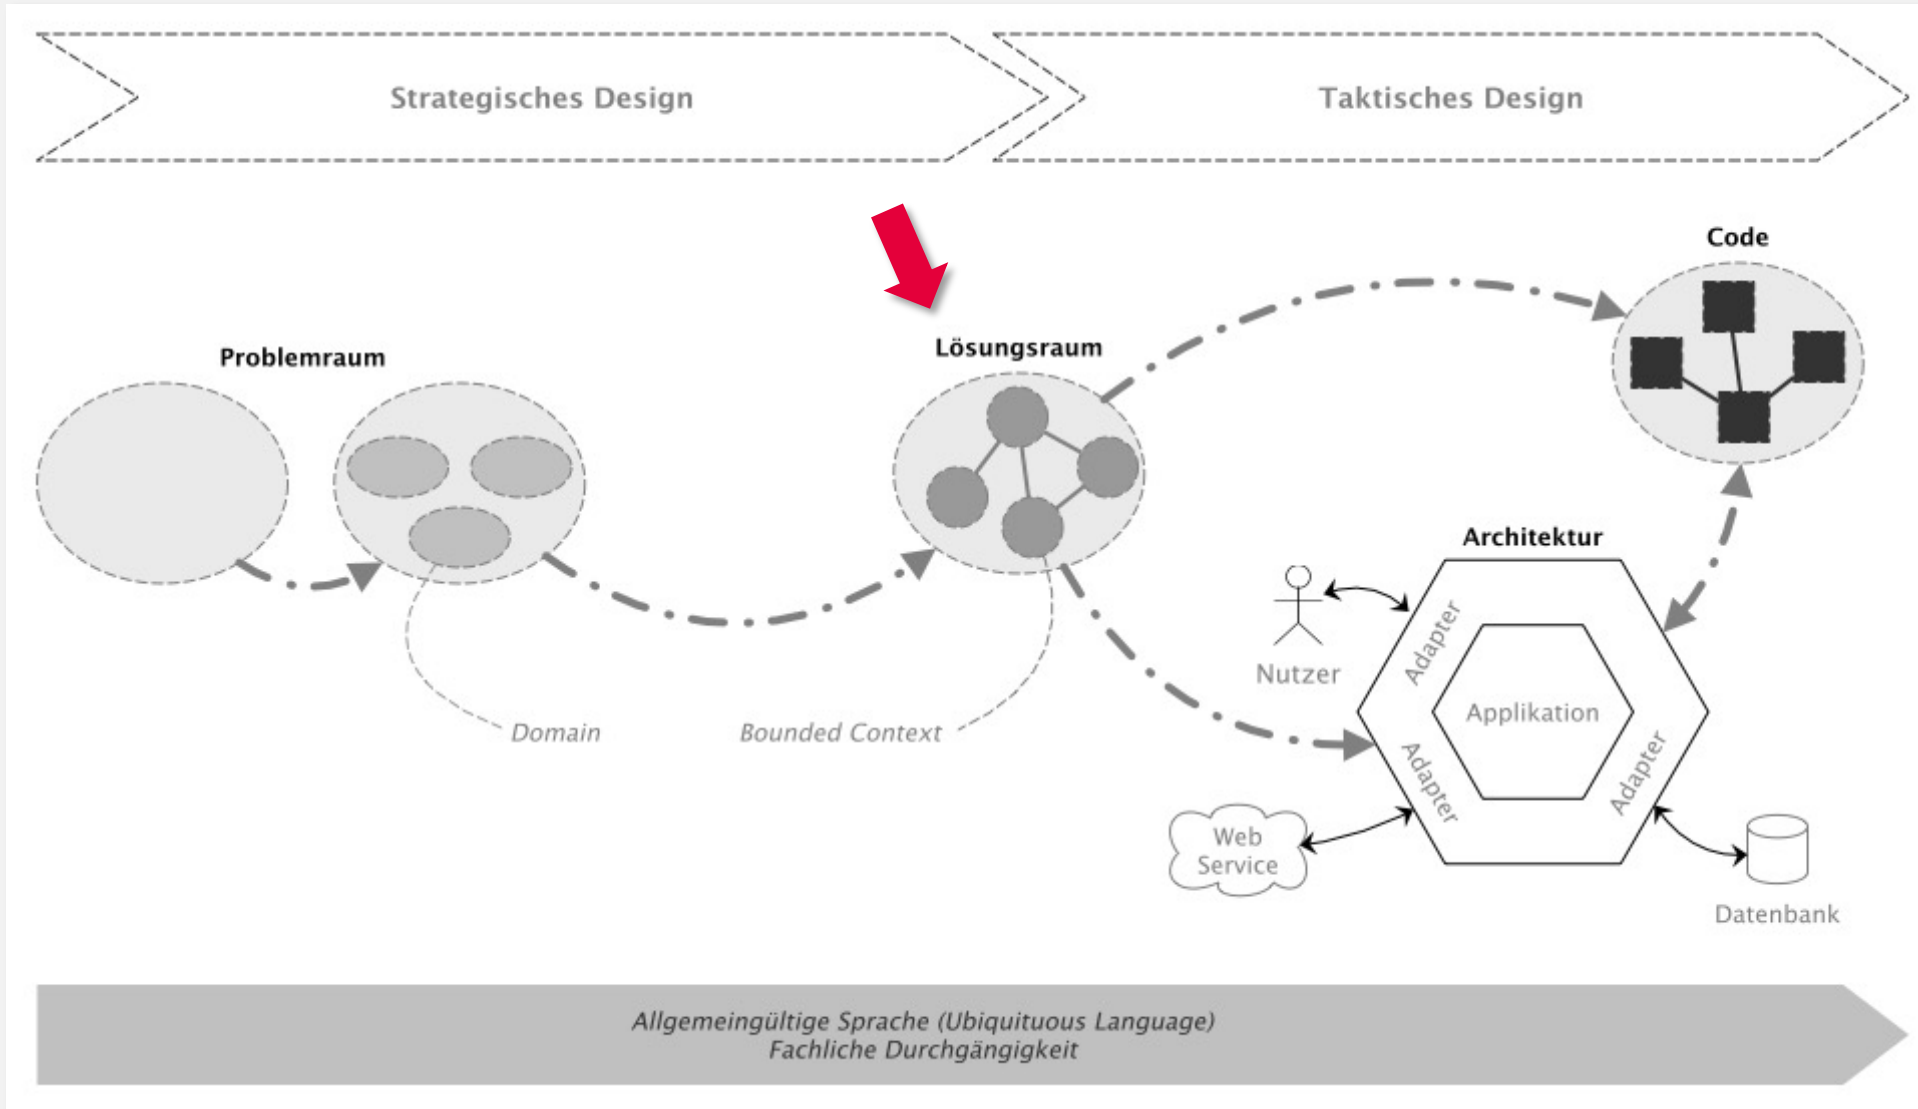 Strategisches Design
Taktisches Design
Code
Problemraum
Lösungsraum
Architektur
Nutzer
Adapter
Applikation
Adapter
Adapter
Domain
Bounded Context
Web
Service
Datenbank
Allgemeingültige Sprache (Ubiquituous Language)
Fachliche Durchgängigkeit